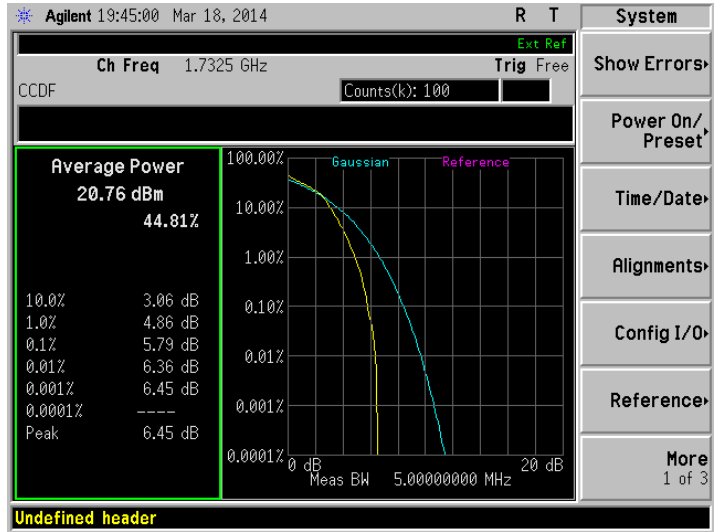 Agilent 19:45:00 Mar 18, 2014 R T
System
Ext Ref
Ch Freq 1.7325 GHz Trig Free
CCDF Counts(k): 100
Show Errors
Power On/
Preset
Time/Date
Alignments
Config I/O
Reference
More
1 of 3
Average Power
20.76 dBm
44.81%
10.0% 3.06 dB
1.0% 4.86 dB
0.1% 5.79 dB
0.01% 6.36 dB
0.001% 6.45 dB
0.0001% ----
Peak 6.45 dB
Gaussian Reference
100.00%
10.00%
1.00%
0.10%
0.01%
0.001%
0.0001%
0 dB 20 dB
Meas BW 5.00000000 MHz
Undefined header